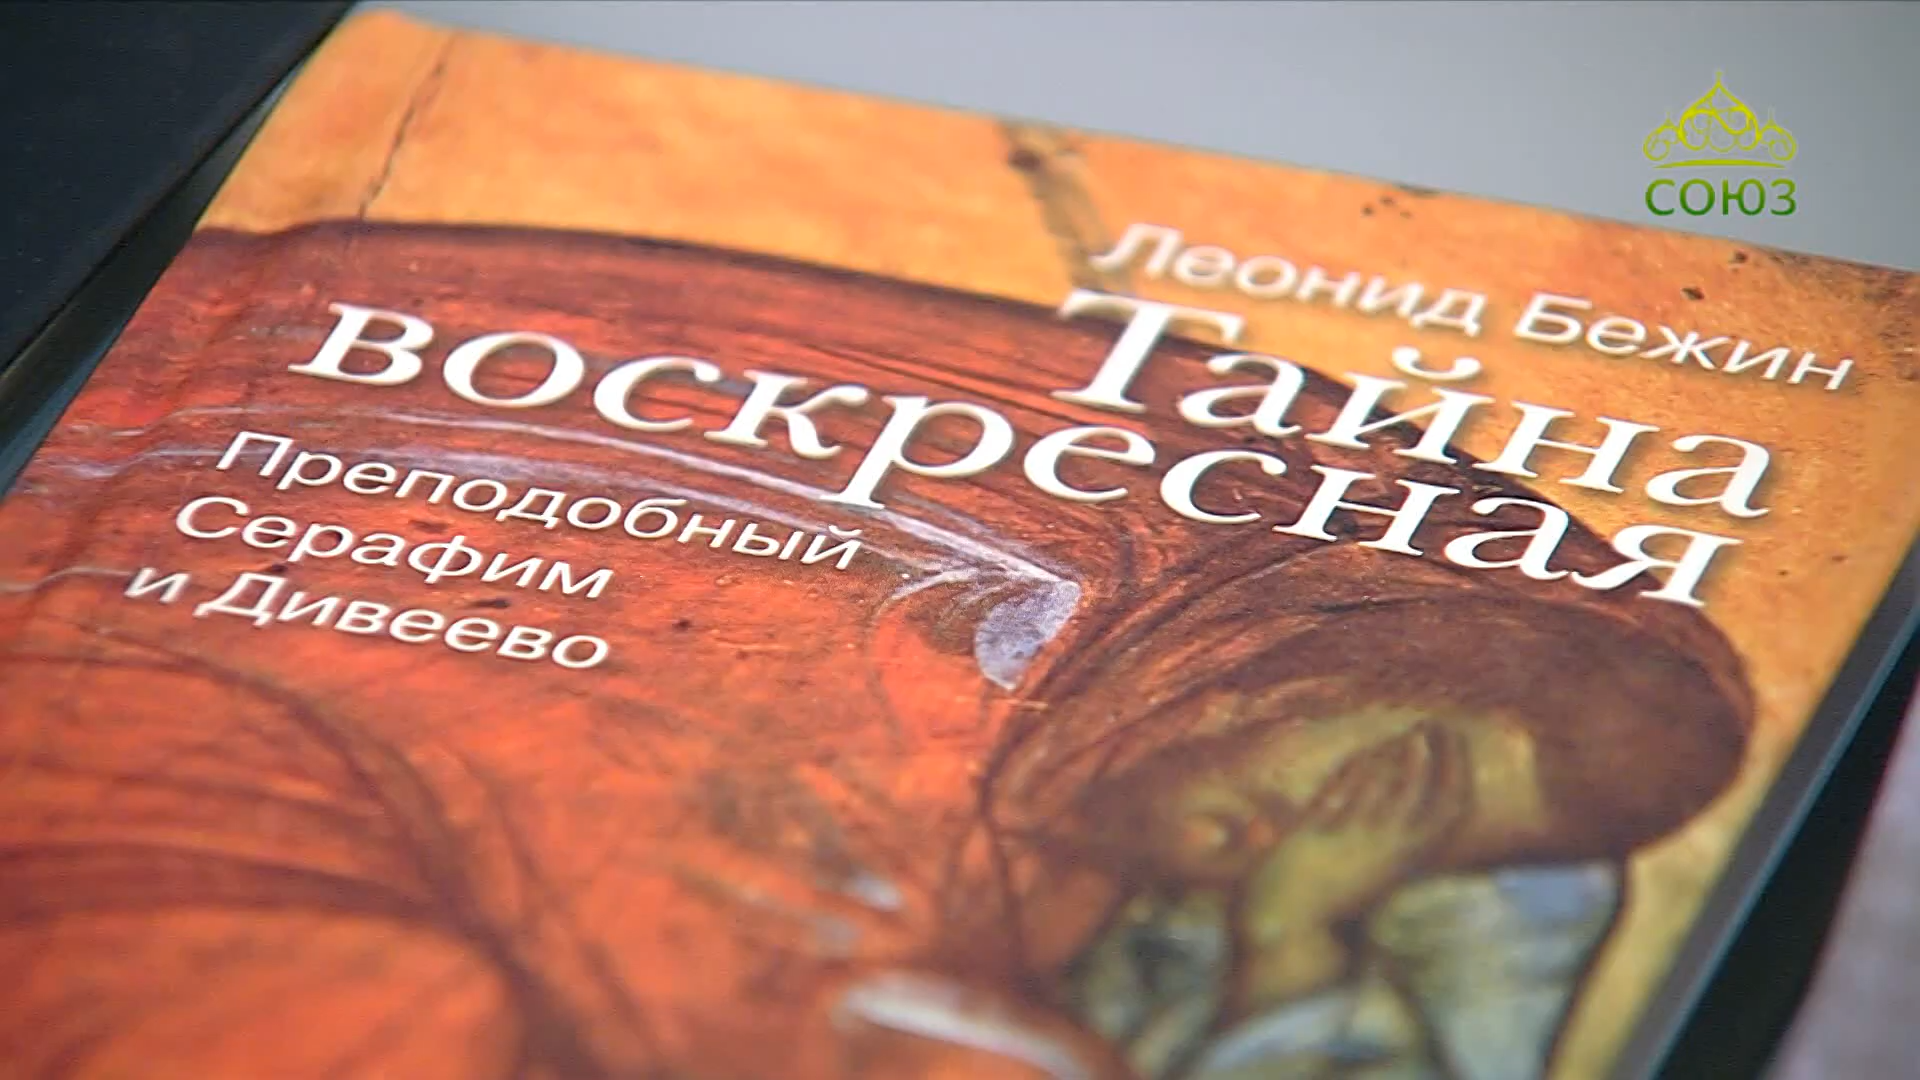 СОЮЗ
Леонид Бежин
Тайна
воскресная
Преподобный
Серафим
и Дивеево